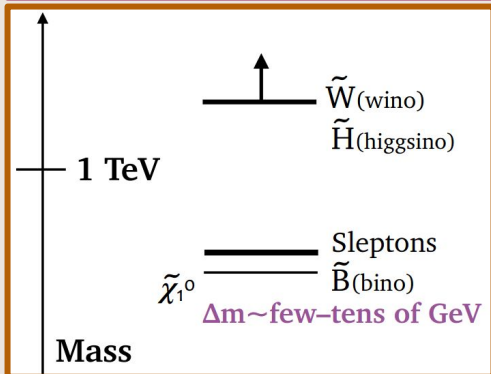 W̃(wino)
H̃(higgsino)
1 TeV
Sleptons
B̃(bino)
χ̃₁⁰
Δm~few–tens of GeV
Mass